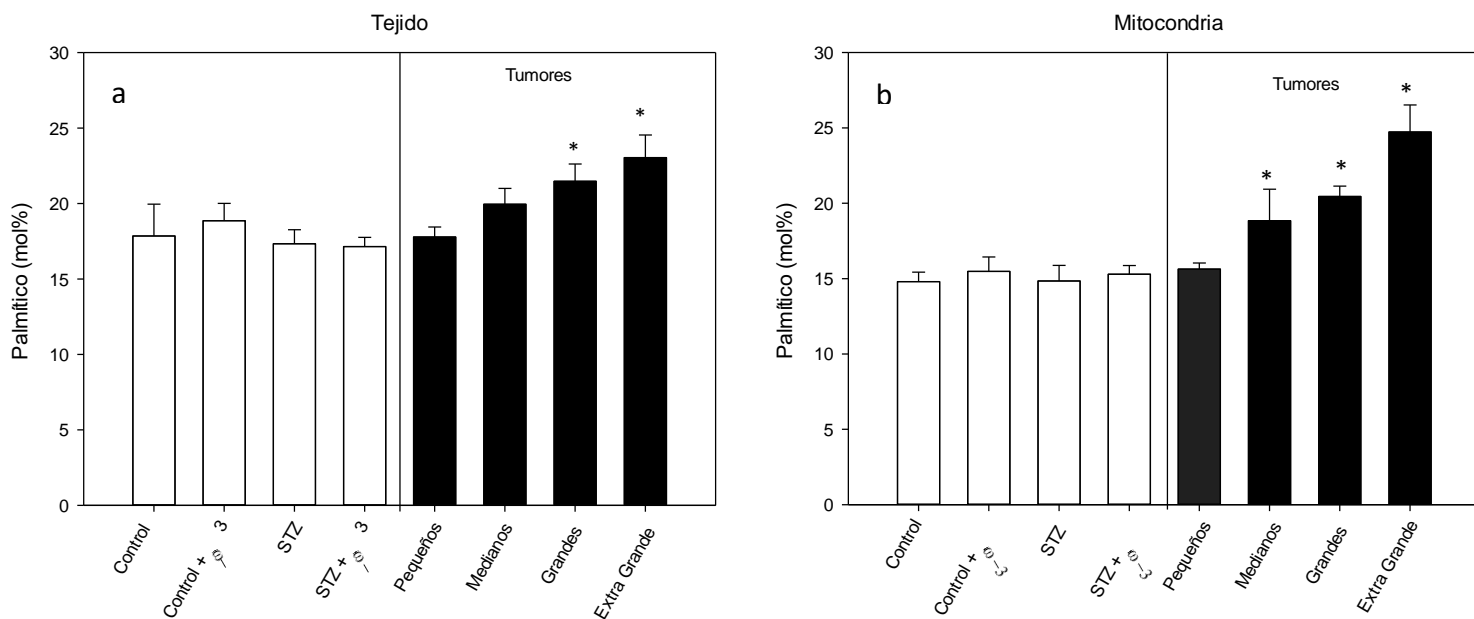 Tejido
a
Tumores
*
*
Palmítico (mol%)
30
25
20
15
10
5
0
Control
Control + ω-3
STZ
STZ + ω-3
Pequeños
Medianos
Grandes
Extra Grande
Mitocondria
b
Tumores
*
*
*
Palmítico (mol%)
30
25
20
15
10
5
0
Control
Control + ω-3
STZ
STZ + ω-3
Pequeños
Medianos
Grandes
Extra Grande